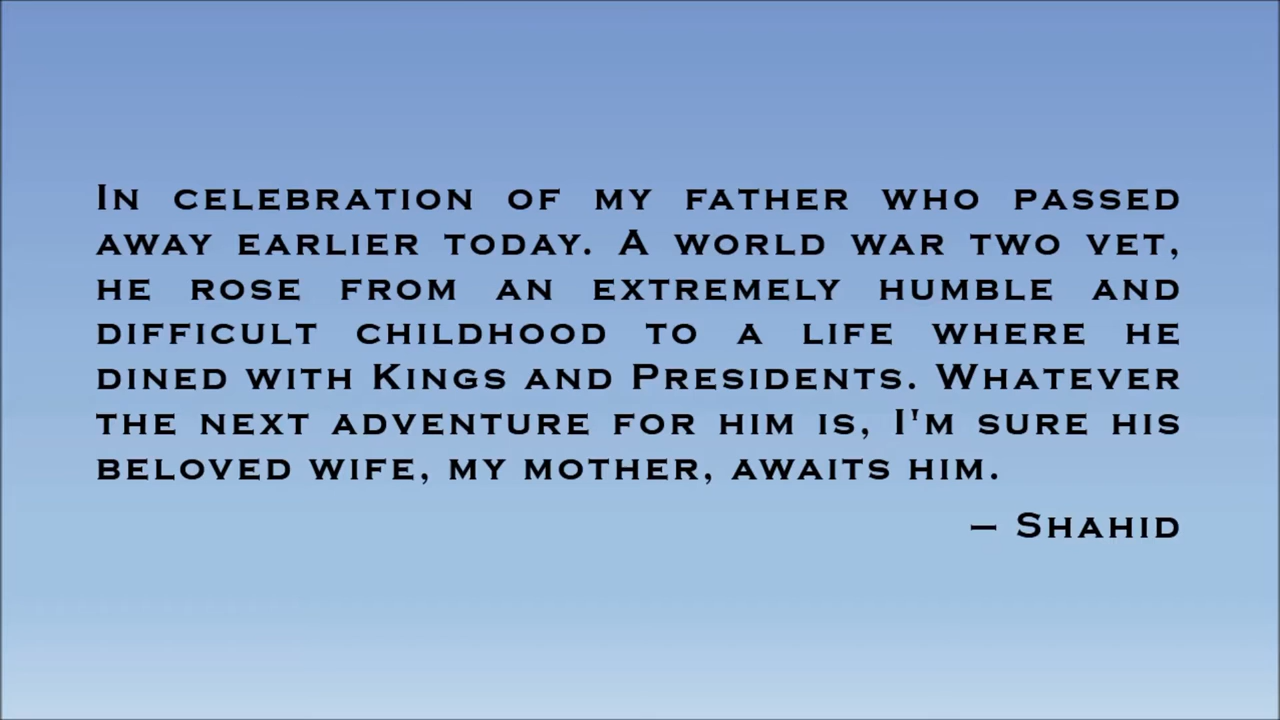 In celebration of my father who passed
away earlier today. A world war two vet,
he rose from an extremely humble and
difficult childhood to a life where he
dined with Kings and Presidents. Whatever
the next adventure for him is, I'm sure his
beloved wife, my mother, awaits him.
– Shahid